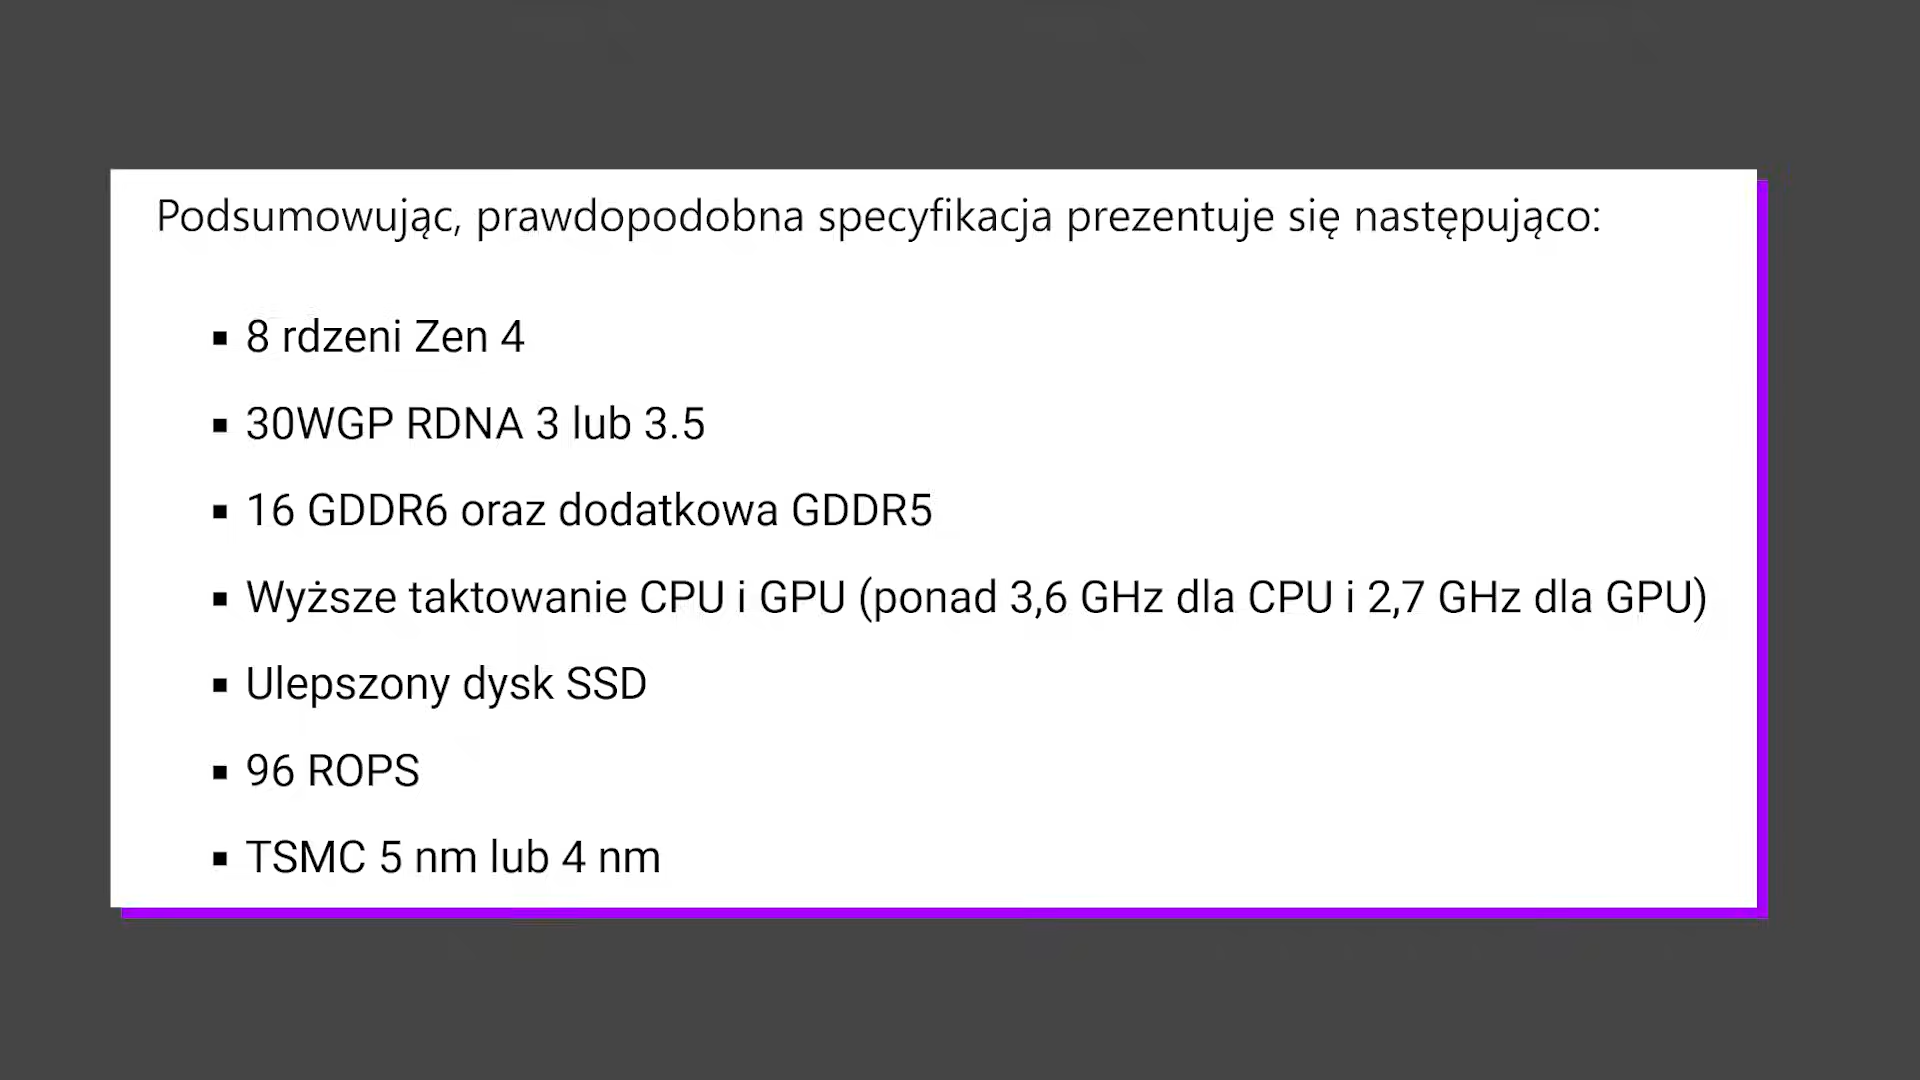 Podsumowując, prawdopodobna specyfikacja prezentuje się następująco:
▪ 8 rdzeni Zen 4
▪ 30WGP RDNA 3 lub 3.5
▪ 16 GDDR6 oraz dodatkowa GDDR5
▪ Wyższe taktowanie CPU i GPU (ponad 3,6 GHz dla CPU i 2,7 GHz dla GPU)
▪ Ulepszony dysk SSD
▪ 96 ROPS
▪ TSMC 5 nm lub 4 nm